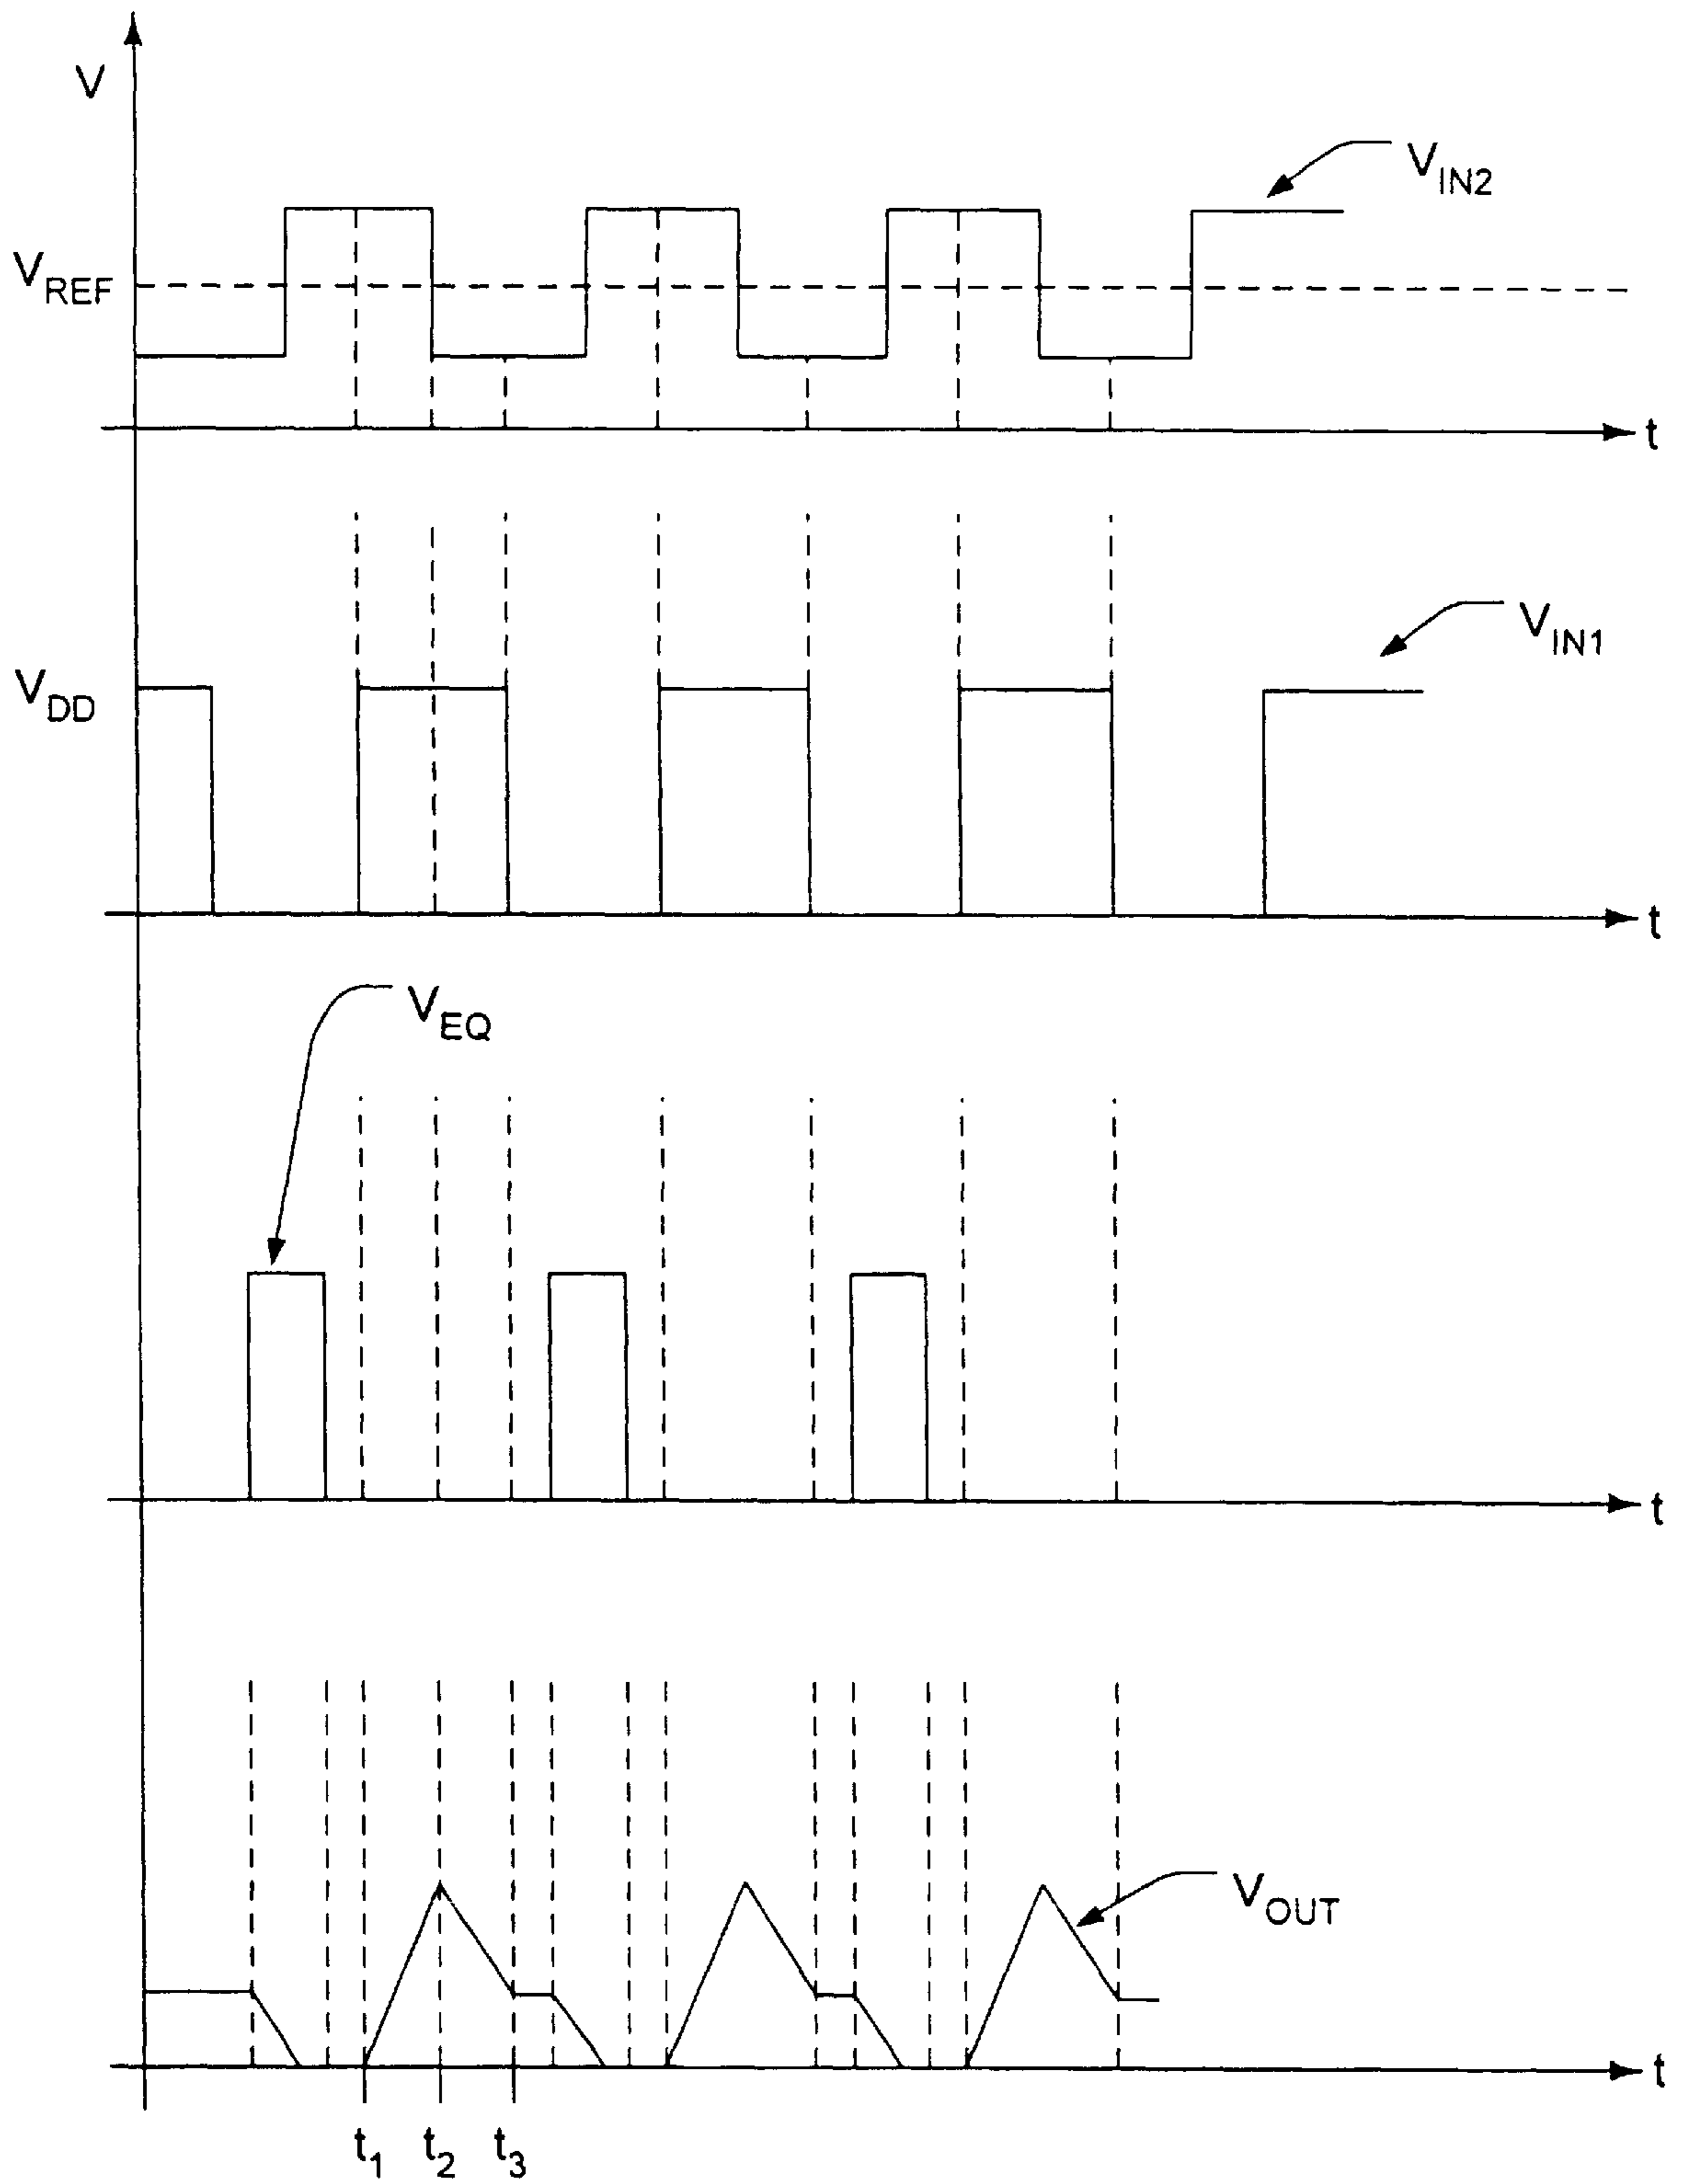 V
V_IN2
V_REF
t
V_IN1
V_DD
t
V_EQ
t
V_OUT
t
t_1 t_2 t_3